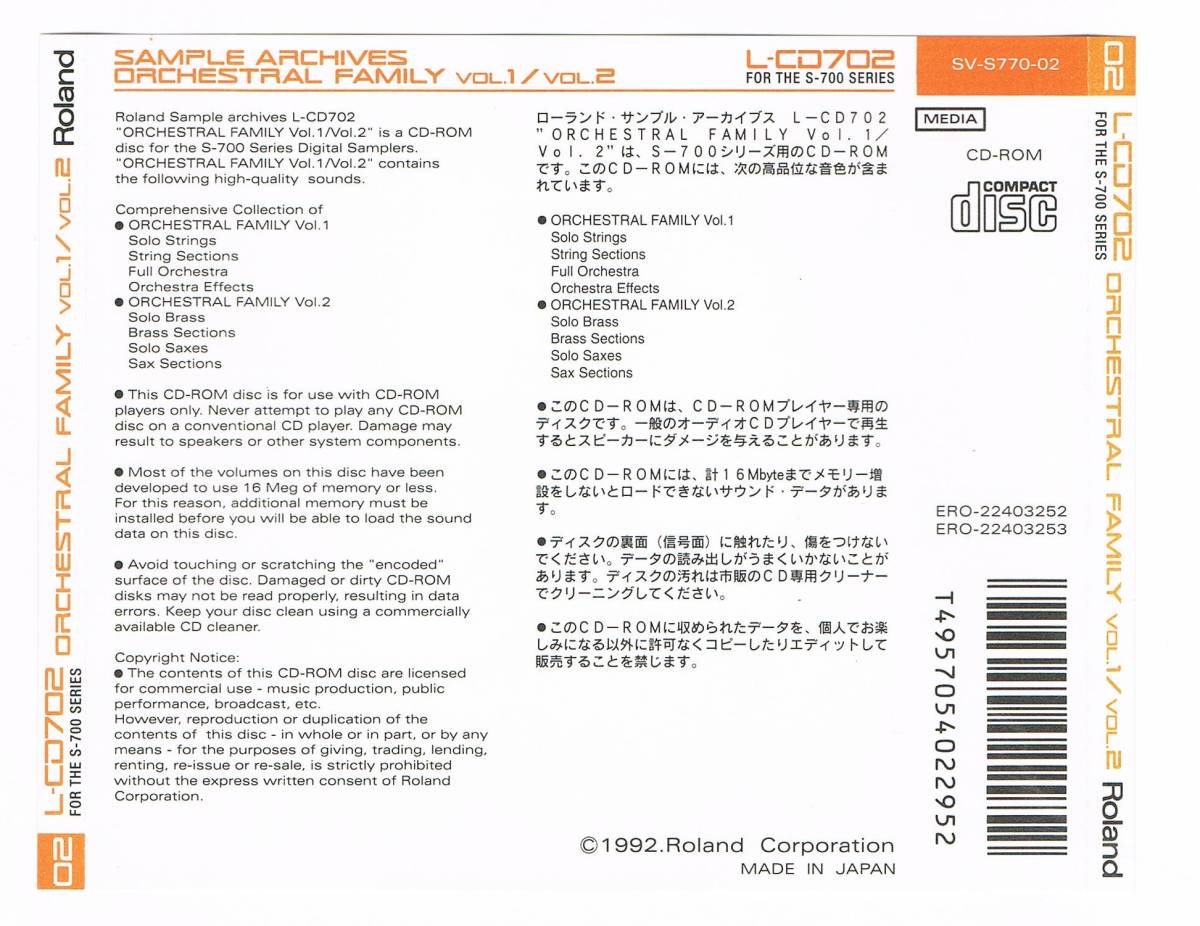 SAMPLE ARCHIVES
ORCHESTRAL FAMILY VOL.1/VOL.2
L-CD702
FOR THE S-700 SERIES
Roland Sample archives L-CD702
"ORCHESTRAL FAMILY Vol.1/Vol.2" is a CD-ROM
disc for the S-700 Series Digital Samplers.
"ORCHESTRAL FAMILY Vol.1/Vol.2" contains
the following high-quality sounds.
Comprehensive Collection of
● ORCHESTRAL FAMILY Vol.1
Solo Strings
String Sections
Full Orchestra
Orchestra Effects
● ORCHESTRAL FAMILY Vol.2
Solo Brass
Brass Sections
Solo Saxes
Sax Sections
● This CD-ROM disc is for use with CD-ROM
players only. Never attempt to play any CD-ROM
disc on a conventional CD player. Damage may
result to speakers or other system components.
● Most of the volumes on this disc have been
developed to use 16 Meg of memory or less.
For this reason, additional memory must be
installed before you will be able to load the sound
data on this disc.
● Avoid touching or scratching the "encoded"
surface of the disc. Damaged or dirty CD-ROM
disks may not be read properly, resulting in data
errors. Keep your disc clean using a commercially
available CD cleaner.
Copyright Notice:
● The contents of this CD-ROM disc are licensed
for commercial use - music production, public
performance, broadcast, etc.
However, reproduction or duplication of the
contents of this disc - in whole or in part, or by any
means - for the purposes of giving, trading, lending,
renting, re-issue or re-sale, is strictly prohibited
without the express written consent of Roland
Corporation.
ローランド・サンプル・アーカイブス L－CD702
"ORCHESTRAL FAMILY Vol.1/
Vol.2"は、S－700シリーズ用のCD－ROM
です。このCD－ROMには、次の高品位な音色が含ま
れています。
● ORCHESTRAL FAMILY Vol.1
Solo Strings
String Sections
Full Orchestra
Orchestra Effects
● ORCHESTRAL FAMILY Vol.2
Solo Brass
Brass Sections
Solo Saxes
Sax Sections
●このCD－ROMは、CD－ROMプレイヤー専用の
ディスクです。一般のオーディオCDプレイヤーで再生
するとスピーカーにダメージを与えることがあります。
●このCD－ROMには、計16Mbyteまでメモリー増
設をしないとロードできないサウンド・データがありま
す。
●ディスクの裏面（信号面）に触れたり、傷をつけない
でください。データの読み出しがうまくいかないことが
あります。ディスクの汚れは市販のCD専用クリーナー
でクリーニングしてください。
●このCD－ROMに収められたデータを、個人でお楽
しみになる以外に許可なくコピーしたりエディットして
販売することを禁じます。
©1992.Roland Corporation
MADE IN JAPAN
SV-S770-02
MEDIA
CD-ROM
COMPACT
disc
ERO-22403252
ERO-22403253
T4957054022952
02 L-CD702 FOR THE S-700 SERIES ORCHESTRAL FAMILY VOL.1/VOL.2 Roland
02 L-CD702 FOR THE S-700 SERIES ORCHESTRAL FAMILY VOL.1/VOL.2 Roland